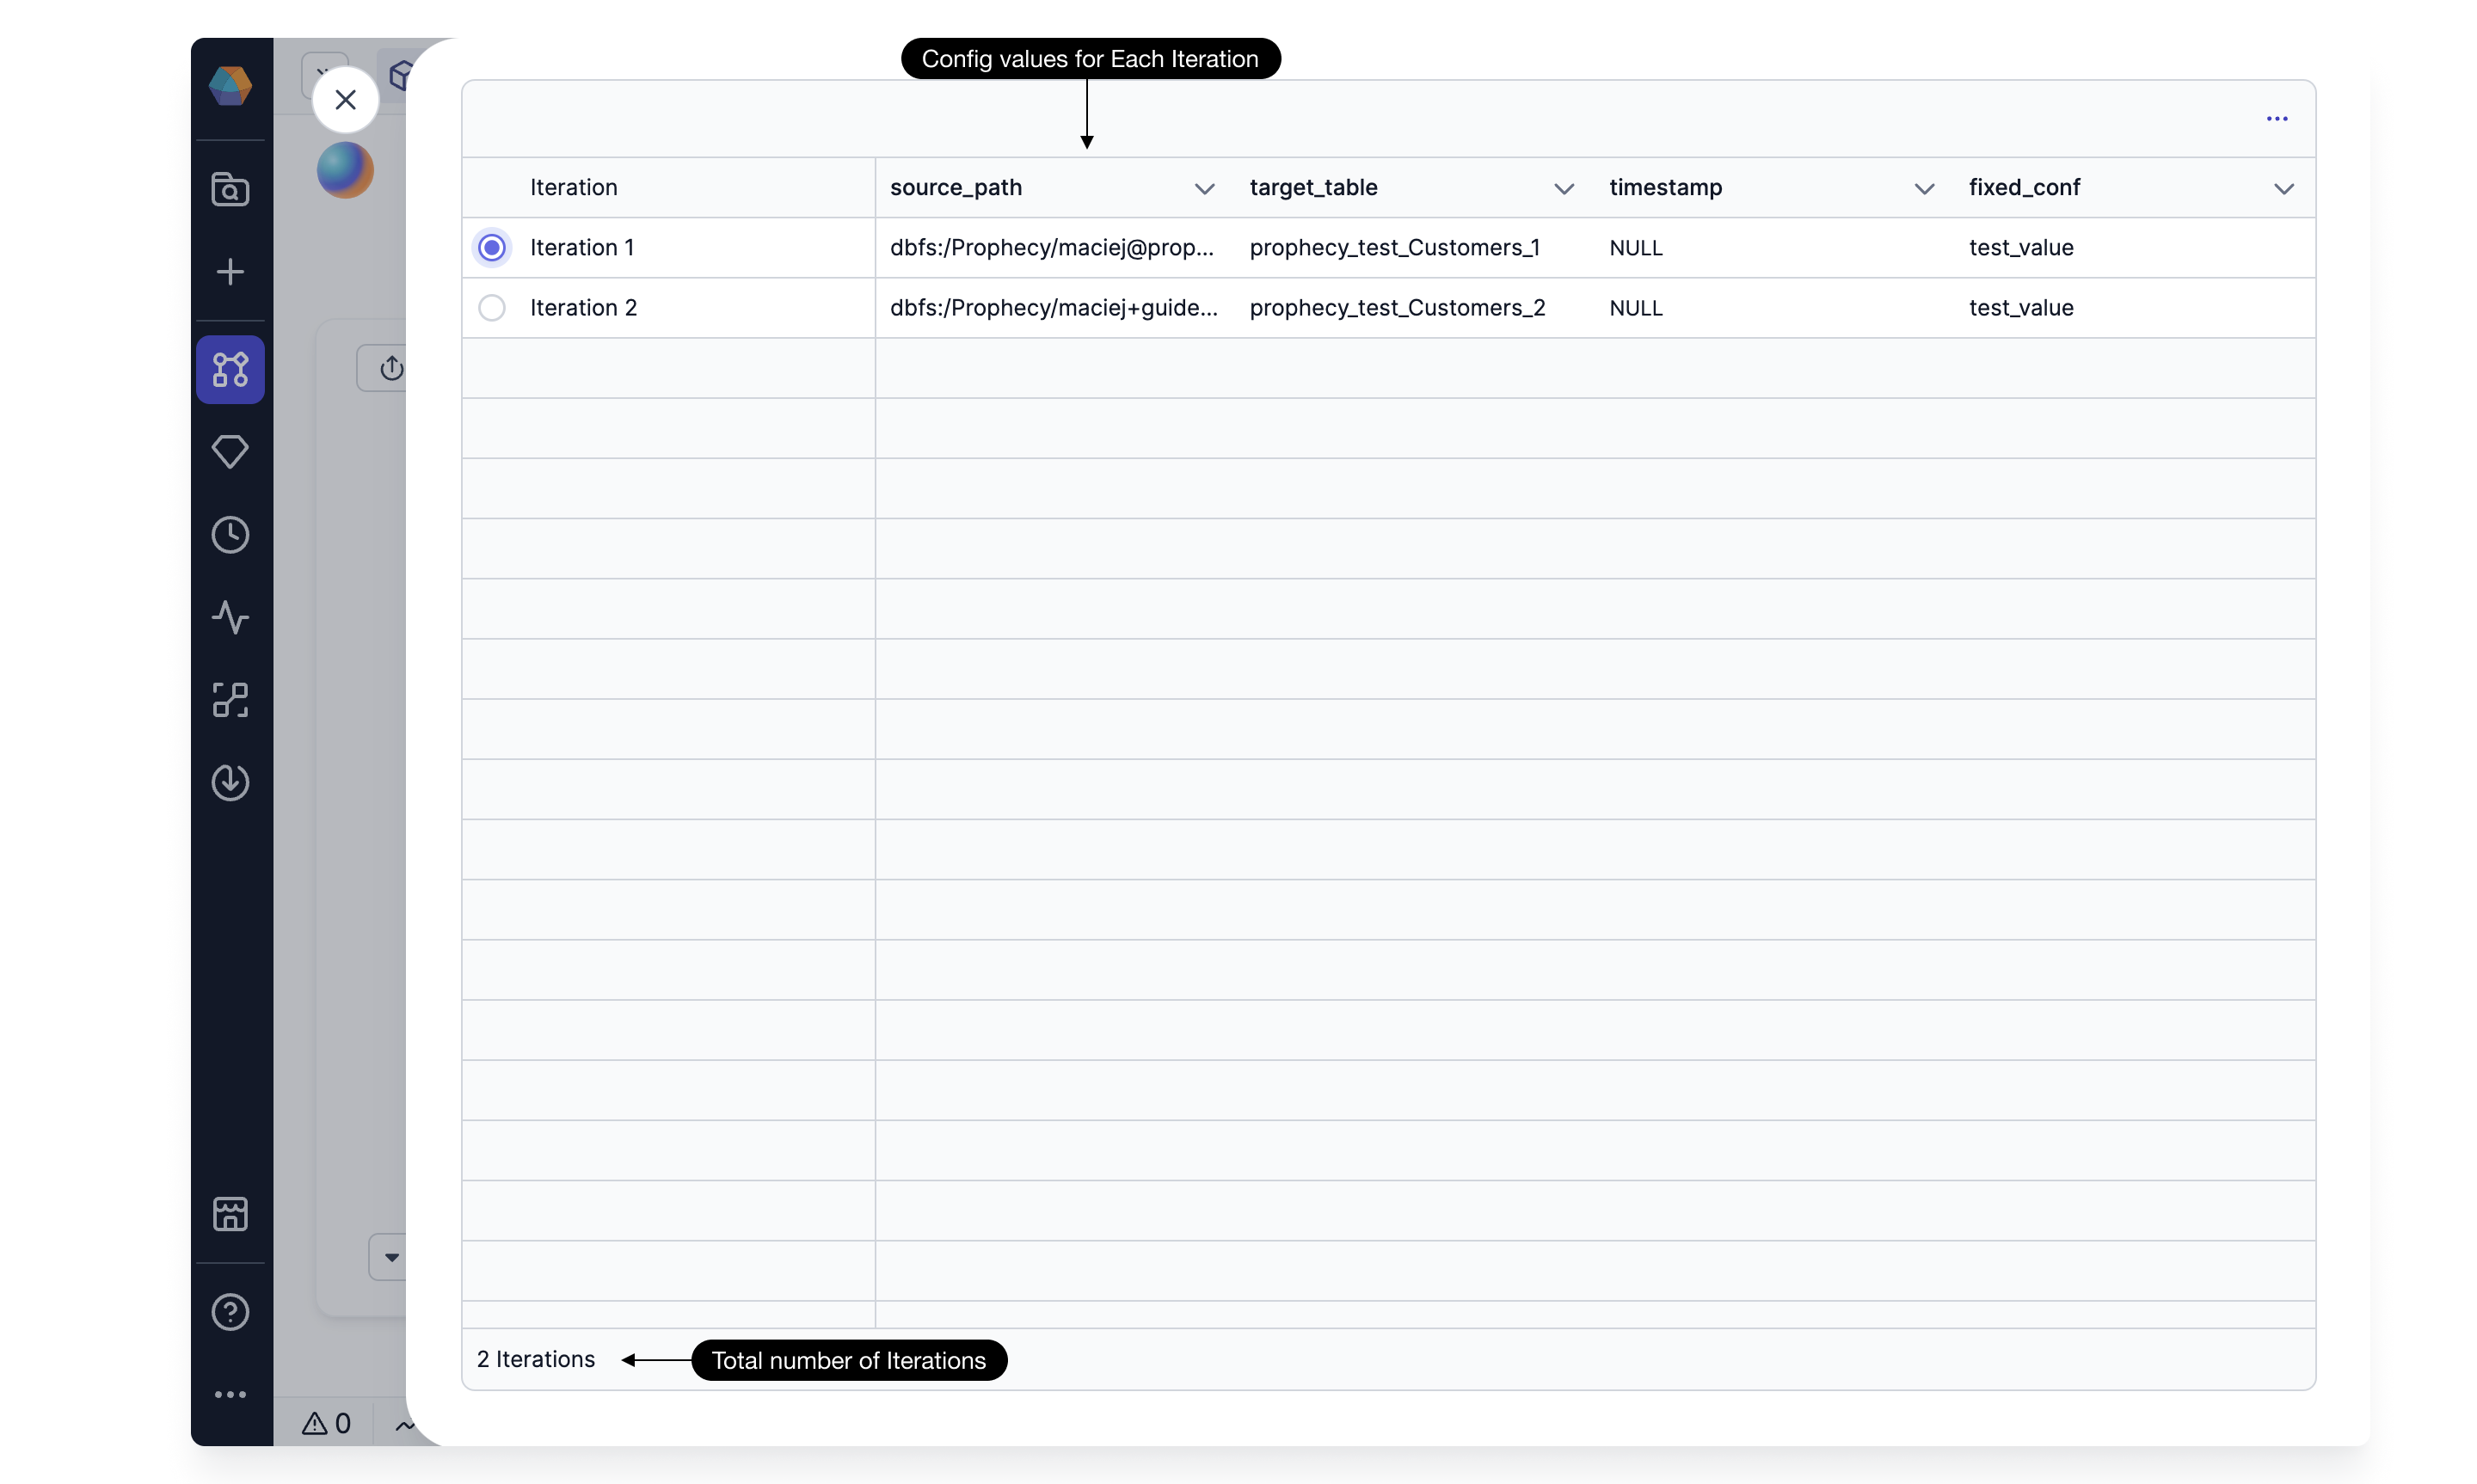 Config values for Each Iteration
Iteration source_path target_table timestamp fixed_conf
Iteration 1 dbfs:/Prophecy/maciej@prop... prophecy_test_Customers_1 NULL test_value
Iteration 2 dbfs:/Prophecy/maciej+guide... prophecy_test_Customers_2 NULL test_value
2 Iterations Total number of Iterations
0